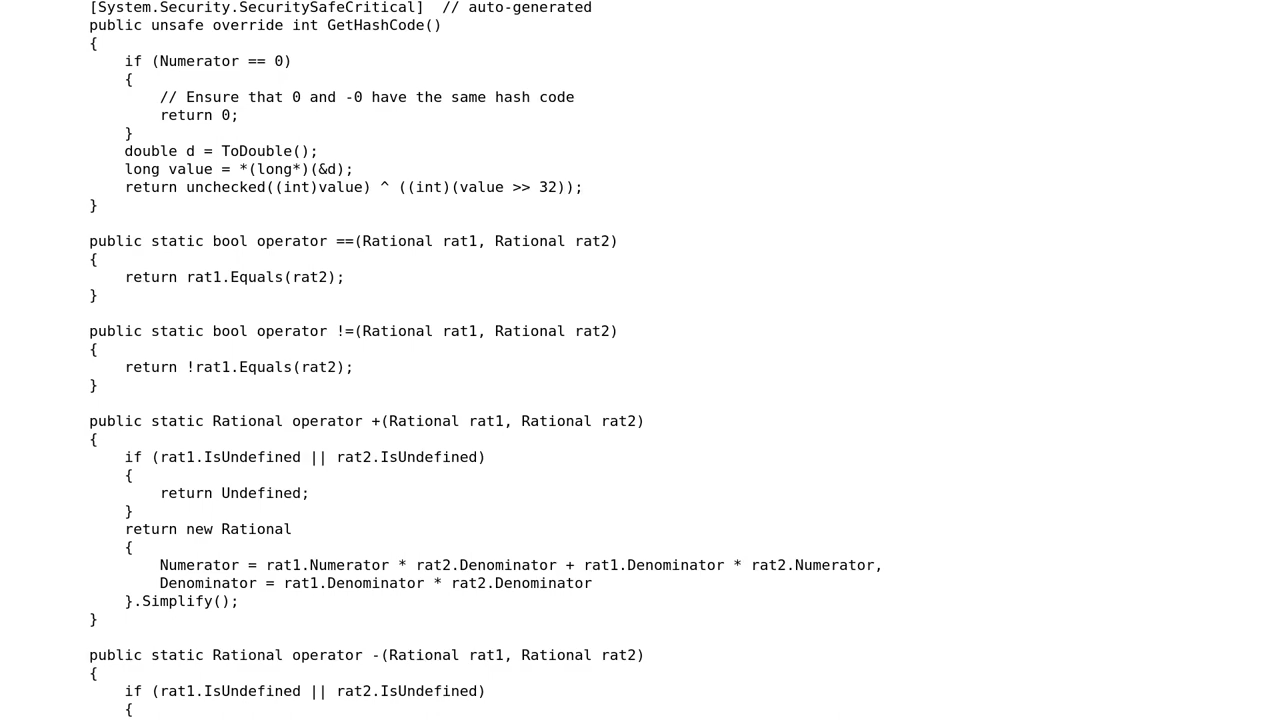 [System.Security.SecuritySafeCritical]  // auto-generated
public unsafe override int GetHashCode()
{
    if (Numerator == 0)
    {
        // Ensure that 0 and -0 have the same hash code
        return 0;
    }
    double d = ToDouble();
    long value = *(long*)(&d);
    return unchecked((int)value) ^ ((int)(value >> 32));
}

public static bool operator ==(Rational rat1, Rational rat2)
{
    return rat1.Equals(rat2);
}

public static bool operator !=(Rational rat1, Rational rat2)
{
    return !rat1.Equals(rat2);
}

public static Rational operator +(Rational rat1, Rational rat2)
{
    if (rat1.IsUndefined || rat2.IsUndefined)
    {
        return Undefined;
    }
    return new Rational
    {
        Numerator = rat1.Numerator * rat2.Denominator + rat1.Denominator * rat2.Numerator,
        Denominator = rat1.Denominator * rat2.Denominator
    }.Simplify();
}

public static Rational operator -(Rational rat1, Rational rat2)
{
    if (rat1.IsUndefined || rat2.IsUndefined)
    {